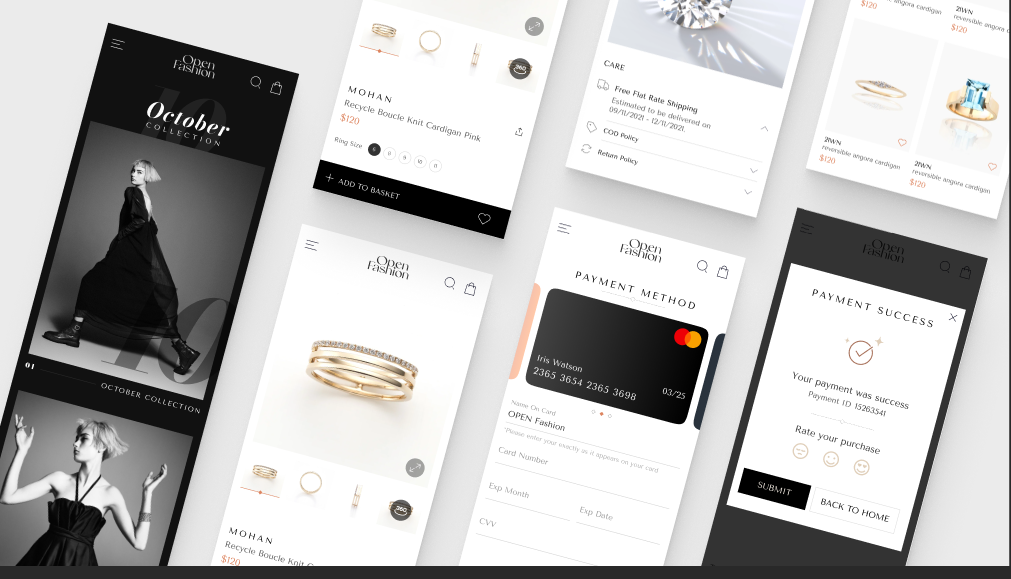 Open
Fashion
10
October
COLLECTION
01
OCTOBER COLLECTION
360
MOHAN
Recycle Boucle Knit Cardigan Pink
$120
Ring Size
8
9
10
11
+ ADD TO BASKET
CARE
Free Flat Rate Shipping
Estimated to be delivered on
09/11/2021 - 12/11/2021.
COD Policy
Return Policy
reversible angora cardigan
$120
21WN
$120
21WN
reversible angora cardigan
$120
21WN
reversible angora cardigan
$120
Open
Fashion
360
MOHAN
Recycle Boucle Knit C
$120
Open
Fashion
PAYMENT METHOD
Iris Watson
2365 3654 2365 3698
03/25
Name On Card
OPEN Fashion
*Please enter your exactly as it appears on your card
Card Number
Exp Month
Exp Date
CVV
Open
Fashion
PAYMENT SUCCESS
Your payment was success
Payment ID 15263541
Rate your purchase
SUBMIT
BACK TO HOME